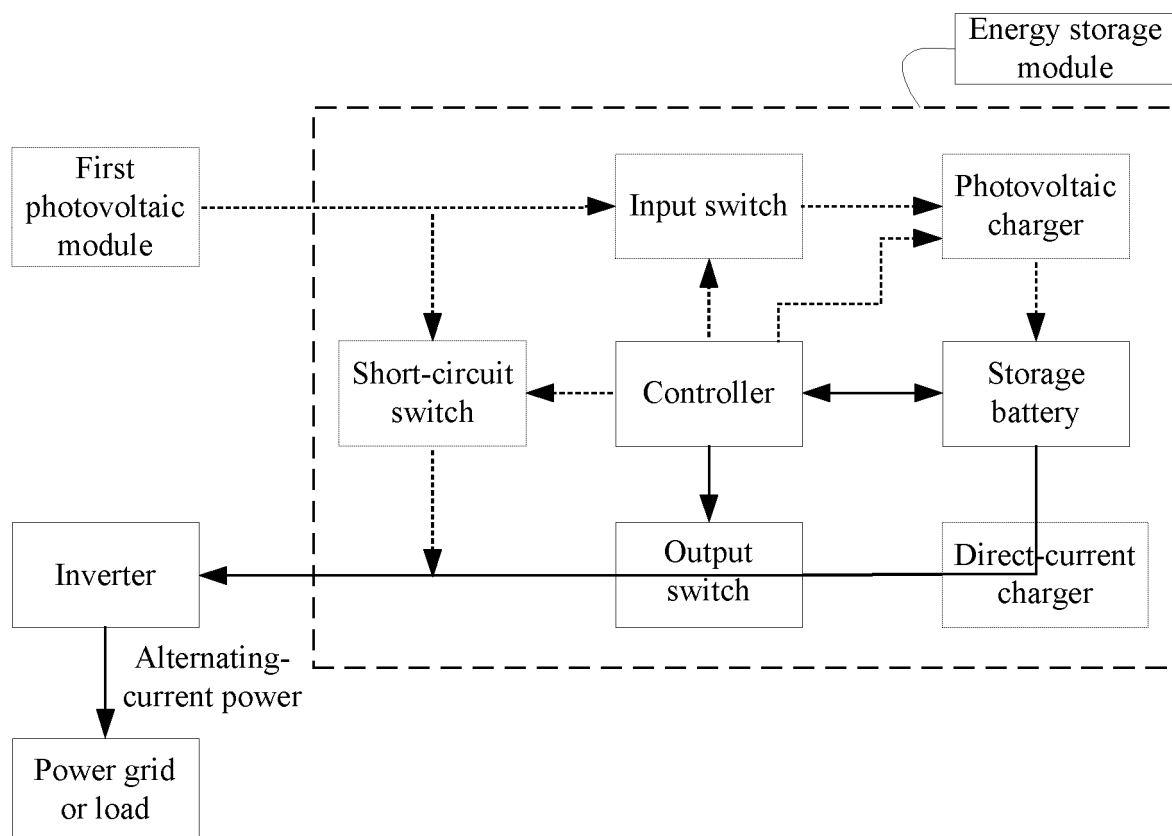 Energy storage
module
First
photovoltaic
module
Input switch
Photovoltaic
charger
Short-circuit
switch
Controller
Storage
battery
Inverter
Output
switch
Direct-current
charger
Alternating-
current power
Power grid
or load